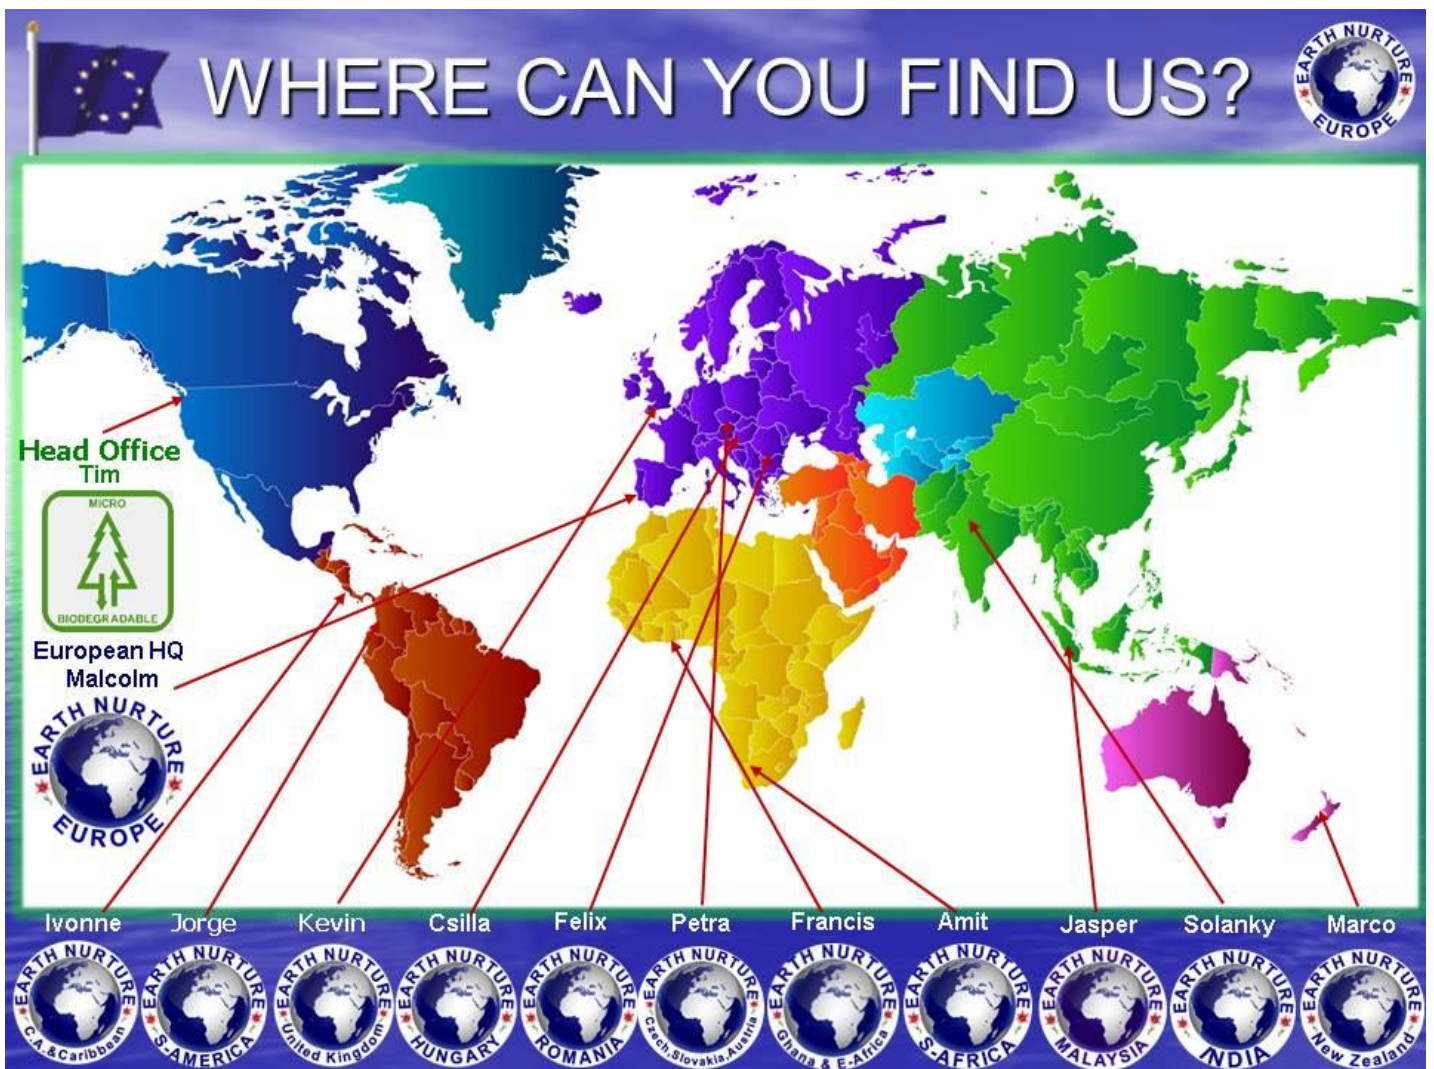 WHERE CAN YOU FIND US?
EARTH NURTURE
EUROPE
Head Office
Tim
MICRO
BIODEGRADABLE
European HQ
Malcolm
EARTH NURTURE
EUROPE
Ivonne Jorge Kevin Csilla Felix Petra Francis Amit Jasper Solanky Marco
EARTH NURTURE
C.A.&Caribbean
EARTH NURTURE
S-AMERICA
EARTH NURTURE
United Kingdom
EARTH NURTURE
HUNGARY
EARTH NURTURE
ROMANIA
EARTH NURTURE
Czech,Slovakia,Austria
EARTH NURTURE
Ghana & E-Africa
EARTH NURTURE
S-AFRICA
EARTH NURTURE
MALAYSIA
EARTH NURTURE
INDIA
EARTH NURTURE
New Zealand